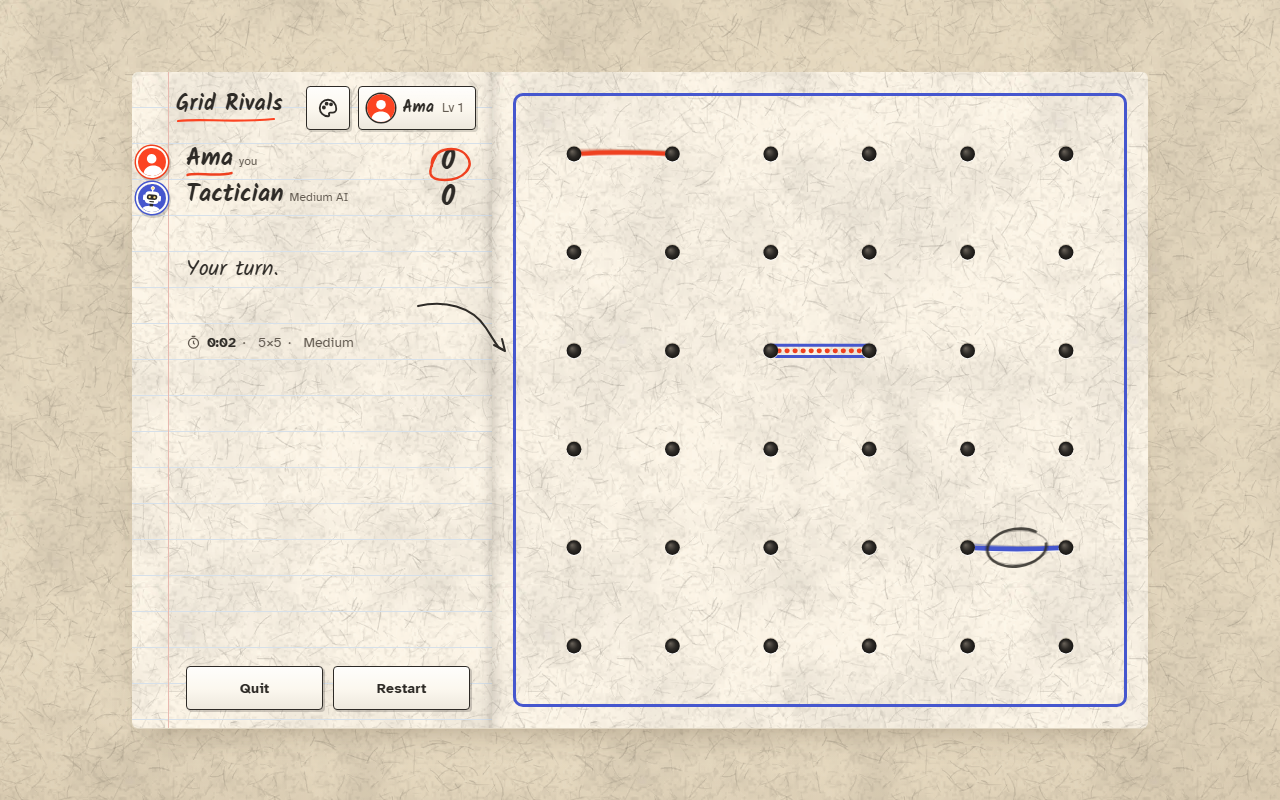 Grid Rivals
Ama Lv 1
Ama you 0
Tactician Medium AI 0
Your turn.
0:02 · 5×5 · Medium
Quit Restart